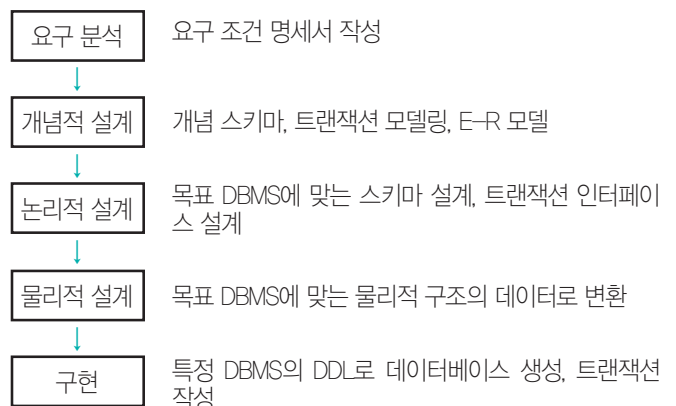 요구 분석
요구 조건 명세서 작성
개념적 설계
개념 스키마, 트랜잭션 모델링, E-R 모델
논리적 설계
목표 DBMS에 맞는 스키마 설계, 트랜잭션 인터페이
스 설계
물리적 설계
목표 DBMS에 맞는 물리적 구조의 데이터로 변환
구현
특정 DBMS의 DDL로 데이터베이스 생성, 트랜잭션
작성